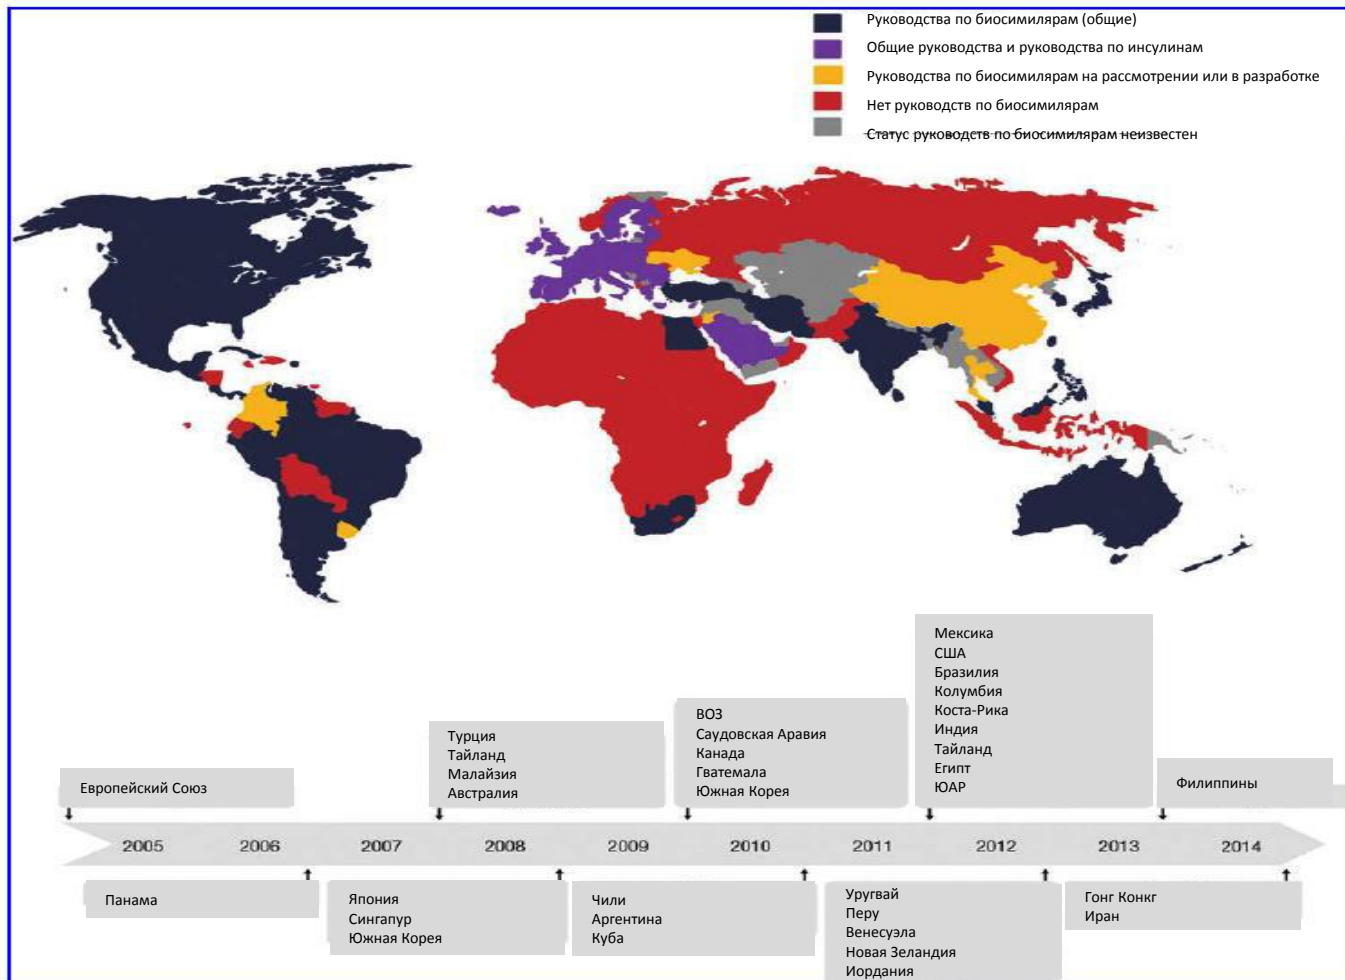 Руководства по биосимилярам (общие)
Общие руководства и руководства по инсулинам
Руководства по биосимилярам на рассмотрении или в разработке
Нет руководств по биосимилярам
Статус руководств по биосимилярам неизвестен
Мексика
США
Бразилия
Колумбия
Коста-Рика
Индия
Тайланд
Египт
ЮАР
ВОЗ
Саудовская Аравия
Канада
Гватемала
Южная Корея
Турция
Тайланд
Малайзия
Австралия
Европейский Союз
Филиппины
2005 2006 2007 2008 2009 2010 2011 2012 2013 2014
Панама
Япония
Сингапур
Южная Корея
Чили
Аргентина
Куба
Уругвай
Перу
Венесуэла
Новая Зеландия
Иордания
Гонг Конкг
Иран